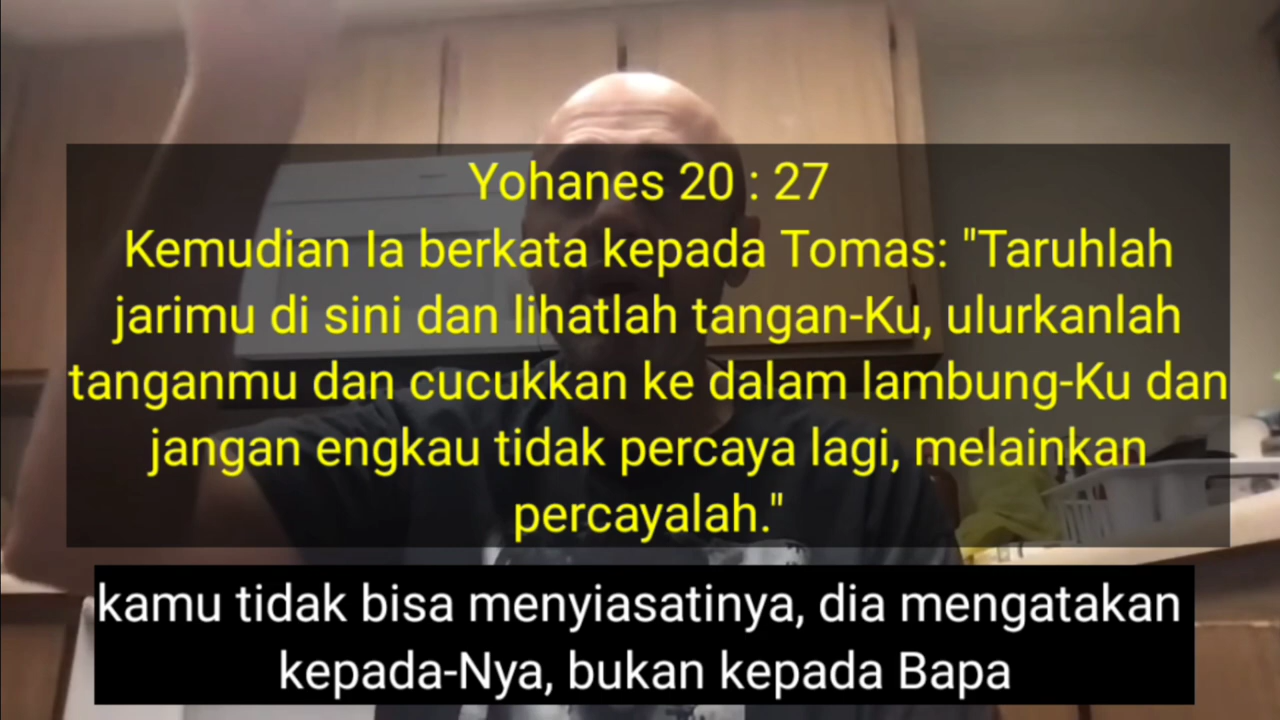 Yohanes 20 : 27
Kemudian Ia berkata kepada Tomas: "Taruhlah
jarimu di sini dan lihatlah tangan-Ku, ulurkanlah
tanganmu dan cucukkan ke dalam lambung-Ku dan
jangan engkau tidak percaya lagi, melainkan
percayalah."
kamu tidak bisa menyiasatinya, dia mengatakan
kepada-Nya, bukan kepada Bapa